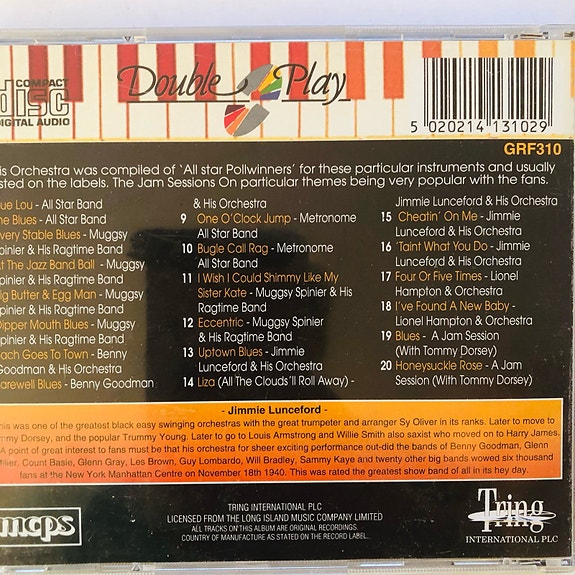 COMPACT
disc
DIGITAL AUDIO
Double Play
5 020214 131029
GRF310
his Orchestra was compiled of 'All star Pollwinners' for these particular instruments and usually
listed on the labels. The Jam Sessions On particular themes being very popular with the fans.
Blue Lou - All Star Band
The Blues - All Star Band
Every Stable Blues - Muggsy
Spinier & His Ragtime Band
At The Jazz Band Ball - Muggsy
Spinier & His Ragtime Band
Big Butter & Egg Man - Muggsy
Spinier & His Ragtime Band
Dipper Mouth Blues - Muggsy
Spinier & His Ragtime Band
Bach Goes To Town - Benny
Goodman & His Orchestra
Farewell Blues - Benny Goodman
& His Orchestra
9 One O'Clock Jump - Metronome
All Star Band
10 Bugle Call Rag - Metronome
All Star Band
11 I Wish I Could Shimmy Like My
Sister Kate - Muggsy Spinier & His
Ragtime Band
12 Eccentric - Muggsy Spinier
& His Ragtime Band
13 Uptown Blues - Jimmie
Lunceford & His Orchestra
14 Liza (All The Clouds'll Roll Away) -
Jimmie Lunceford & His Orchestra
15 Cheatin' On Me - Jimmie
Lunceford & His Orchestra
16 'Taint What You Do - Jimmie
Lunceford & His Orchestra
17 Four Or Five Times - Lionel
Hampton & Orchestra
18 I've Found A New Baby -
Lionel Hampton & Orchestra
19 Blues - A Jam Session
(With Tommy Dorsey)
20 Honeysuckle Rose - A Jam
Session (With Tommy Dorsey)
- Jimmie Lunceford -
This was one of the greatest black easy swinging orchestras with the great trumpeter and arranger Sy Oliver in its ranks. Later to move to
Tommy Dorsey, and the popular Trummy Young. Later to go to Louis Armstrong and Willie Smith also saxist who moved on to Harry James.
A point of great interest to fans must be that his orchestra for sheer exciting performance out-did the bands of Benny Goodman, Glenn
Miller, Count Basie, Glenn Gray, Les Brown, Guy Lombardo, Will Bradley, Sammy Kaye and twenty other big bands wowed six thousand
fans at the New York Manhattan Centre on November 18th 1940. This was rated the greatest show band of all in its hey day.
mcps
TRING INTERNATIONAL PLC
LICENSED FROM THE LONG ISLAND MUSIC COMPANY LIMITED
ALL TRACKS ON THIS ALBUM ARE ORIGINAL RECORDINGS.
COUNTRY OF MANUFACTURE AS STATED ON THE RECORD LABEL.
Tring
INTERNATIONAL PLC